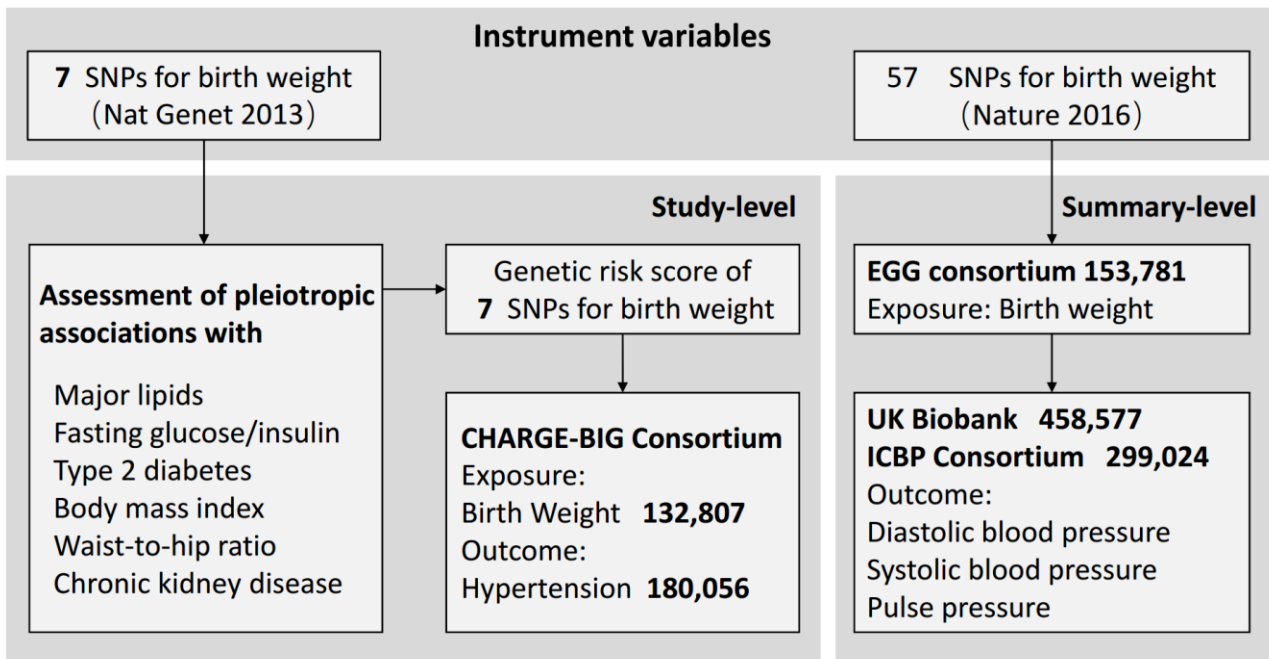 Instrument variables
7 SNPs for birth weight
(Nat Genet 2013)
57 SNPs for birth weight
(Nature 2016)
Study-level
Assessment of pleiotropic
associations with
Major lipids
Fasting glucose/insulin
Type 2 diabetes
Body mass index
Waist-to-hip ratio
Chronic kidney disease
Genetic risk score of
7 SNPs for birth weight
CHARGE-BIG Consortium
Exposure:
Birth Weight 132,807
Outcome:
Hypertension 180,056
Summary-level
EGG consortium 153,781
Exposure: Birth weight
UK Biobank 458,577
ICBP Consortium 299,024
Outcome:
Diastolic blood pressure
Systolic blood pressure
Pulse pressure